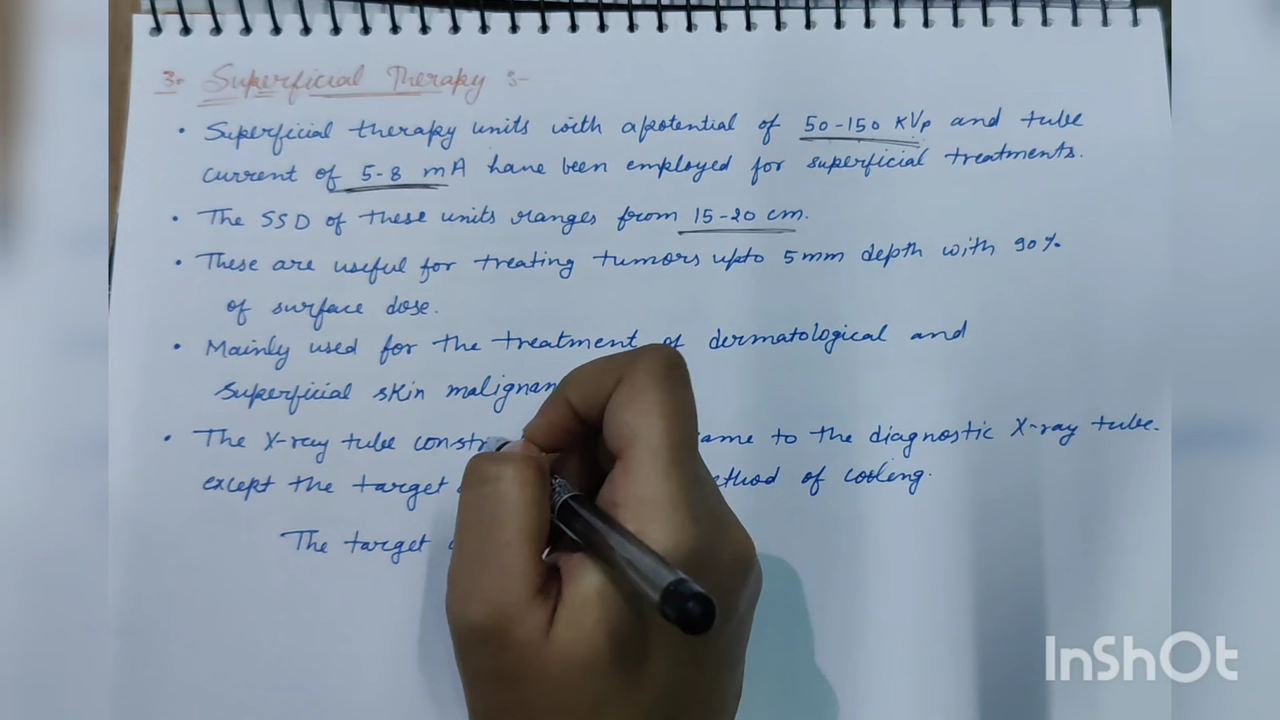 3. Superficial Therapy :-
• Superficial therapy units with a potential of 50-150 KVp and tube
current of 5-8 mA have been employed for superficial treatments.
• The SSD of these units ranges from 15-20 cm.
• These are useful for treating tumors upto 5mm depth with 90%
of surface dose.
• Mainly used for the treatment of dermatological and
superficial skin malignan
• The X-ray tube constr same to the diagnostic X-ray tube.
except the target method of cooling.
The target
InShOt